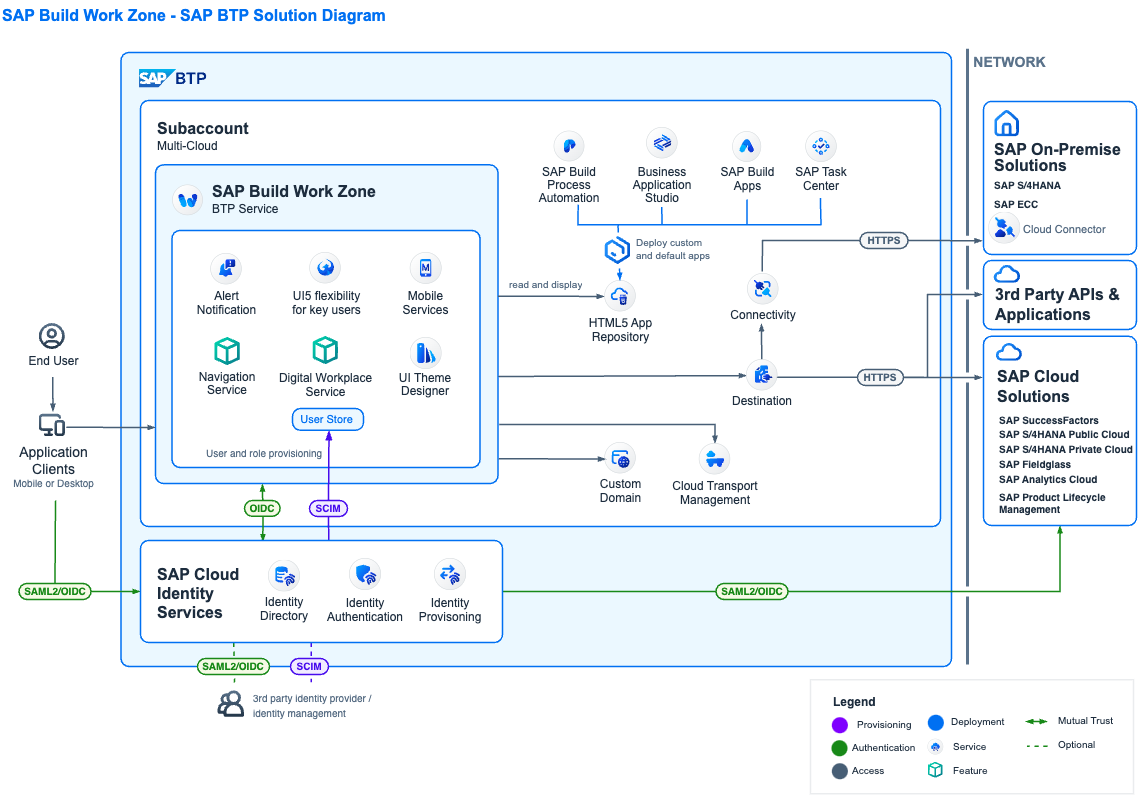 SAP Build Work Zone - SAP BTP Solution Diagram
SAP BTP
NETWORK
Subaccount
Multi-Cloud
SAP Build Work Zone
BTP Service
Alert
Notification
UI5 flexibility
for key users
Mobile
Services
Navigation
Service
Digital Workplace
Service
UI Theme
Designer
User Store
User and role provisioning
SAP Build
Process
Automation
Business
Application
Studio
SAP Build
Apps
SAP Task
Center
Deploy custom
and default apps
read and display
HTML5 App
Repository
Connectivity
Destination
Custom
Domain
Cloud Transport
Management
HTTPS
HTTPS
SAP On-Premise
Solutions
SAP S/4HANA
SAP ECC
Cloud Connector
3rd Party APIs &
Applications
SAP Cloud
Solutions
SAP SuccessFactors
SAP S/4HANA Public Cloud
SAP S/4HANA Private Cloud
SAP Fieldglass
SAP Analytics Cloud
SAP Product Lifecycle
Management
End User
Application
Clients
Mobile or Desktop
OIDC
SCIM
SAML2/OIDC
SAP Cloud
Identity
Services
Identity
Directory
Identity
Authentication
Identity
Provisoning
SAML2/OIDC
SAML2/OIDC
SCIM
3rd party identity provider /
identity management
Legend
Provisioning
Authentication
Access
Deployment
Service
Feature
Mutual Trust
Optional